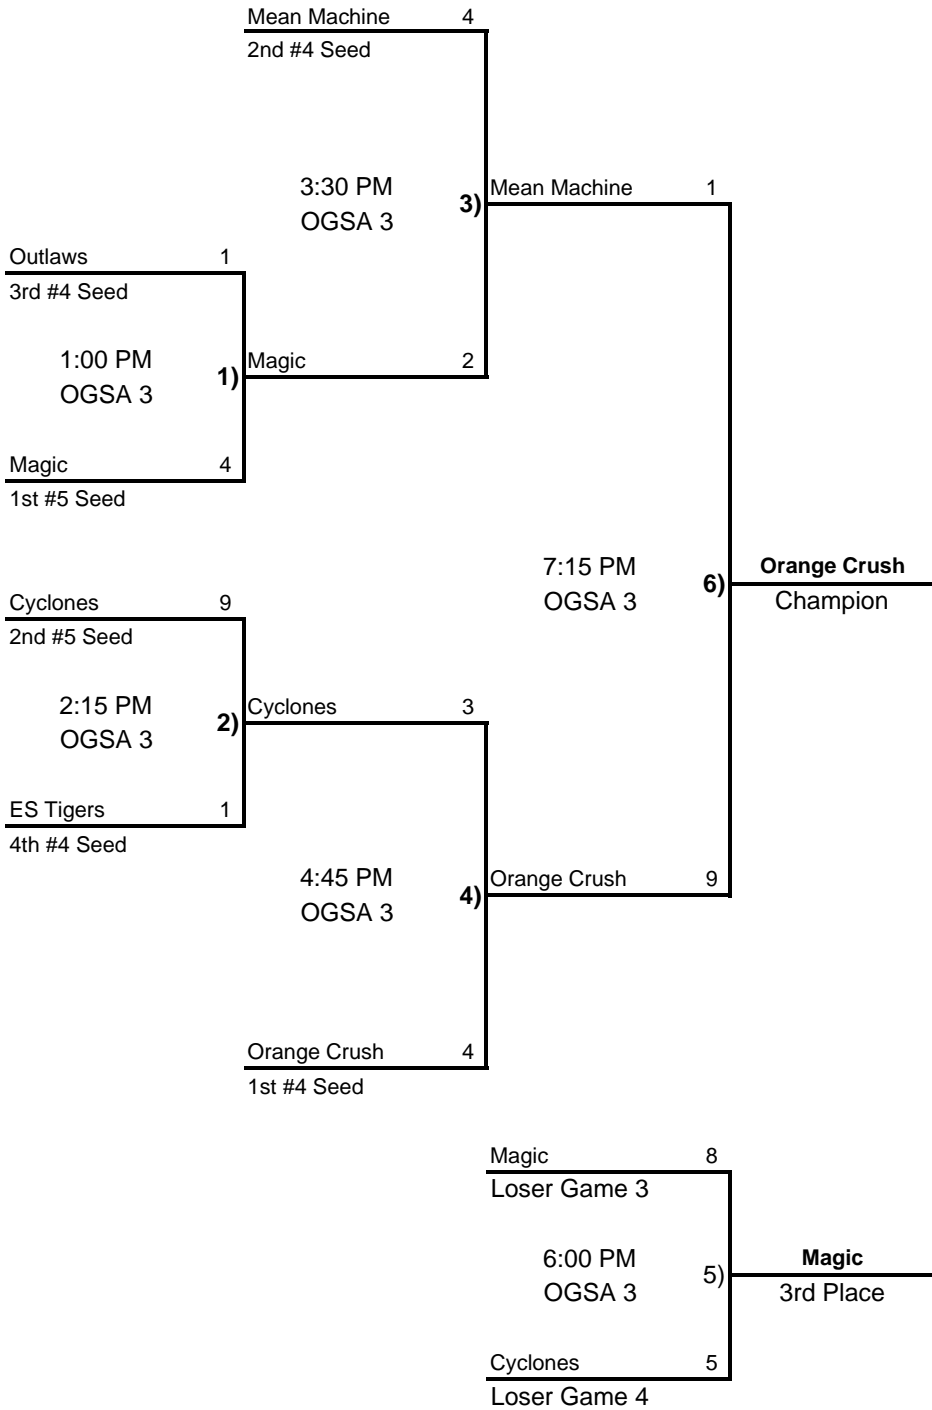 Mean Machine 4
2nd #4 Seed
3:30 PM
OGSA 3
3)
Mean Machine 1
Outlaws 1
3rd #4 Seed
1:00 PM
OGSA 3
1)
Magic 2
Magic 4
1st #5 Seed
7:15 PM
OGSA 3
6)
Orange Crush
Champion
Cyclones 9
2nd #5 Seed
2:15 PM
OGSA 3
2)
Cyclones 3
ES Tigers 1
4th #4 Seed
4:45 PM
OGSA 3
4)
Orange Crush 9
Orange Crush 4
1st #4 Seed
Magic 8
Loser Game 3
6:00 PM
OGSA 3
5)
Magic
3rd Place
Cyclones 5
Loser Game 4